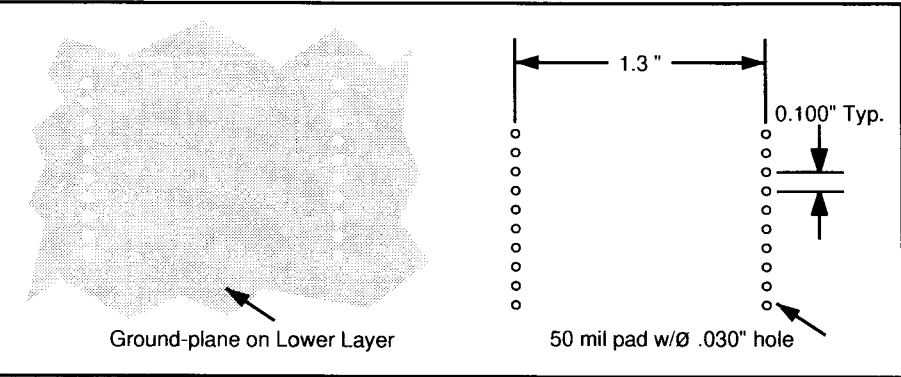 1.3 "
0.100" Typ.
Ground-plane on Lower Layer
50 mil pad w/Ø .030" hole